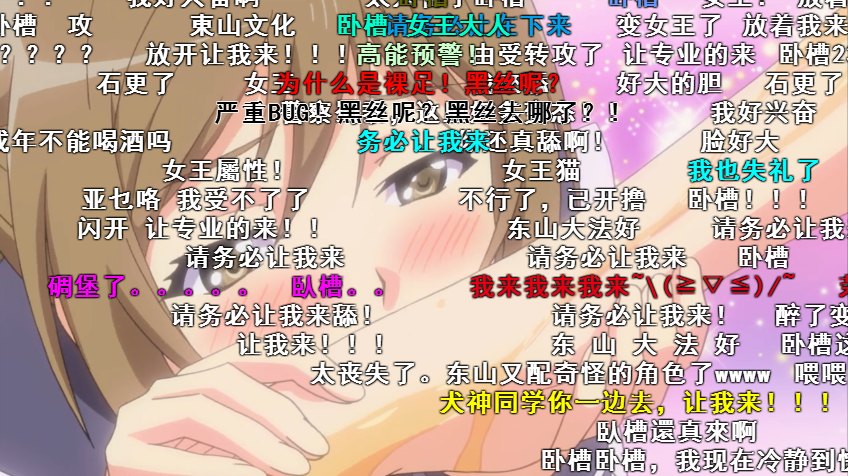 卧槽 攻 東山文化 卧槽 女王大人 变女王了 放着我来
？？？？ 放开让我来！！！ 高能预警！ 由受转攻了 让专业的来 卧槽2
石更了 女王 为什么是裸足！黑丝呢？ 好大的胆 石更了
严重BUG： 黑丝呢？黑丝去哪了？！ 我好兴奋
成年不能喝酒吗 务必让我来 还真舔啊！ 脸好大
女王屬性！ 女王猫 我也失礼了
亚乜咯 我受不了了 不行了，已开撸 卧槽！！！
闪开 让专业的来！！ 东山大法好 请务必让我
请务必让我来 请务必让我来 卧槽
碉堡了。。。。。 臥槽。。 我来我来我来~\(≧▽≦)/~
请务必让我来舔！ 请务必让我来！ 醉了变
让我来！！！ 东 山 大 法 好 卧槽这
太丧失了。东山又配奇怪的角色了wwww 喂喂
犬神同学你一边去，让我来！！！
臥槽還真來啊
卧槽卧槽，我现在冷静到